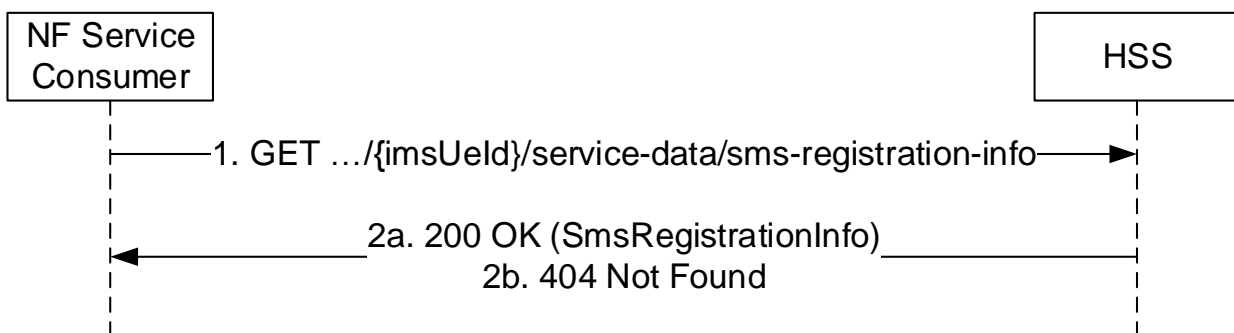 NF Service
Consumer
HSS
1. GET …/{imsUeId}/service-data/sms-registration-info
2a. 200 OK (SmsRegistrationInfo)
2b. 404 Not Found